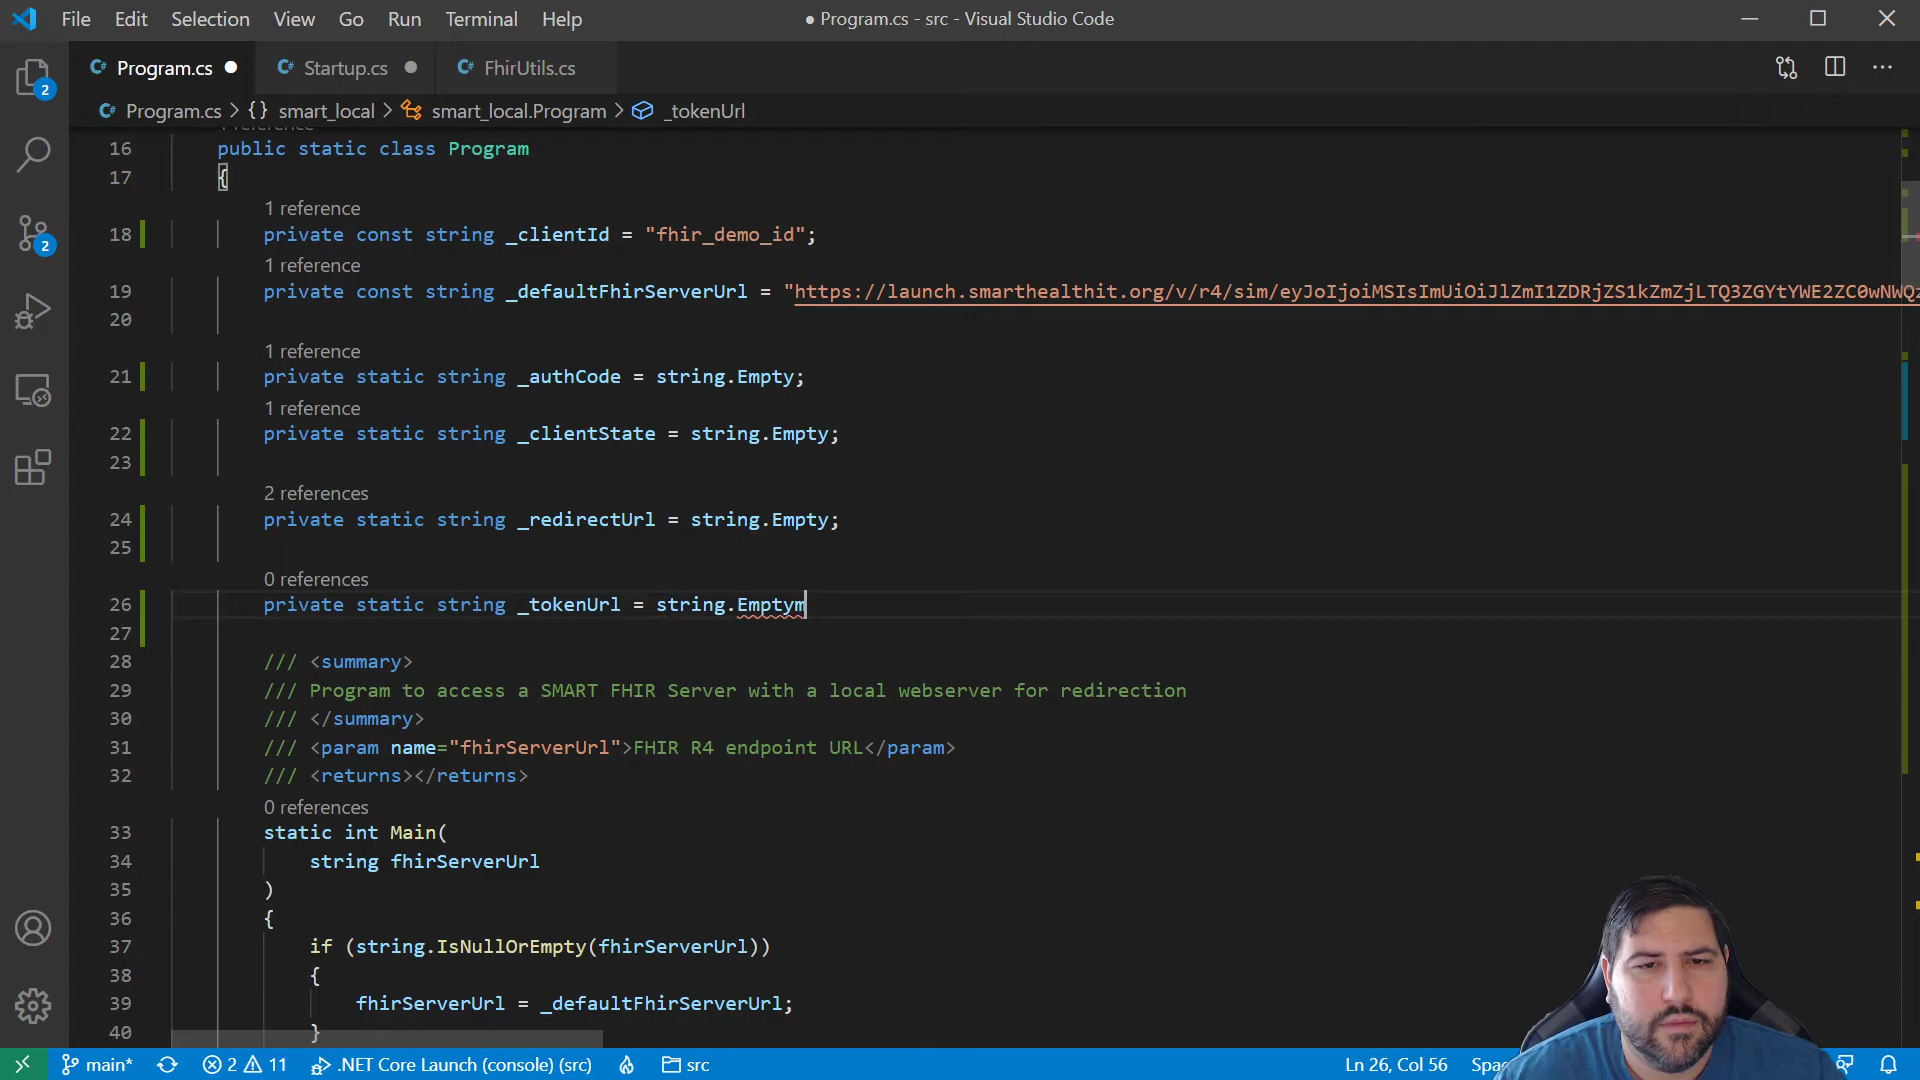 File Edit Selection View Go Run Terminal Help ● Program.cs - src - Visual Studio Code
C# Program.cs ● C# Startup.cs ● C# FhirUtils.cs
C# Program.cs > {} smart_local > smart_local.Program > _tokenUrl
2
2
16 public static class Program
17 {
1 reference
18 private const string _clientId = "fhir_demo_id";
1 reference
19 private const string _defaultFhirServerUrl = "https://launch.smarthealthit.org/v/r4/sim/eyJoIjoiMSIsImUiOiJlZmI1ZDRjZS1kZmZjLTQ3ZGYtYWE2ZC0wNWQz
20
1 reference
21 private static string _authCode = string.Empty;
1 reference
22 private static string _clientState = string.Empty;
23
2 references
24 private static string _redirectUrl = string.Empty;
25
0 references
26 private static string _tokenUrl = string.Emptym
27
28 /// <summary>
29 /// Program to access a SMART FHIR Server with a local webserver for redirection
30 /// </summary>
31 /// <param name="fhirServerUrl">FHIR R4 endpoint URL</param>
32 /// <returns></returns>
0 references
33 static int Main(
34 string fhirServerUrl
35 )
36 {
37 if (string.IsNullOrEmpty(fhirServerUrl))
38 {
39 fhirServerUrl = _defaultFhirServerUrl;
40 }
main* 2 11 .NET Core Launch (console) (src) src Ln 26, Col 56